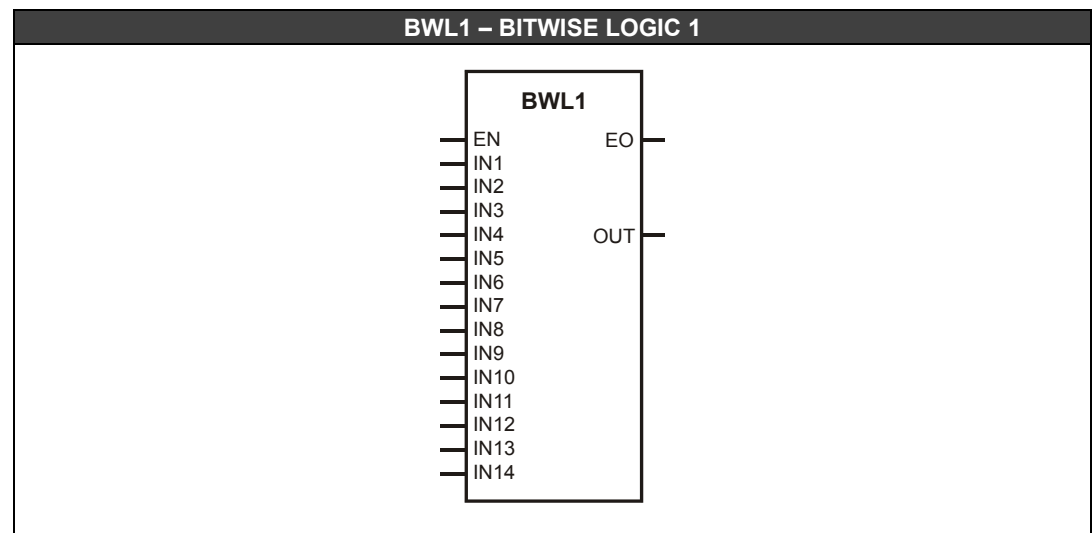 BWL1 – BITWISE LOGIC 1
BWL1
EN EO
IN1
IN2
IN3
IN4 OUT
IN5
IN6
IN7
IN8
IN9
IN10
IN11
IN12
IN13
IN14